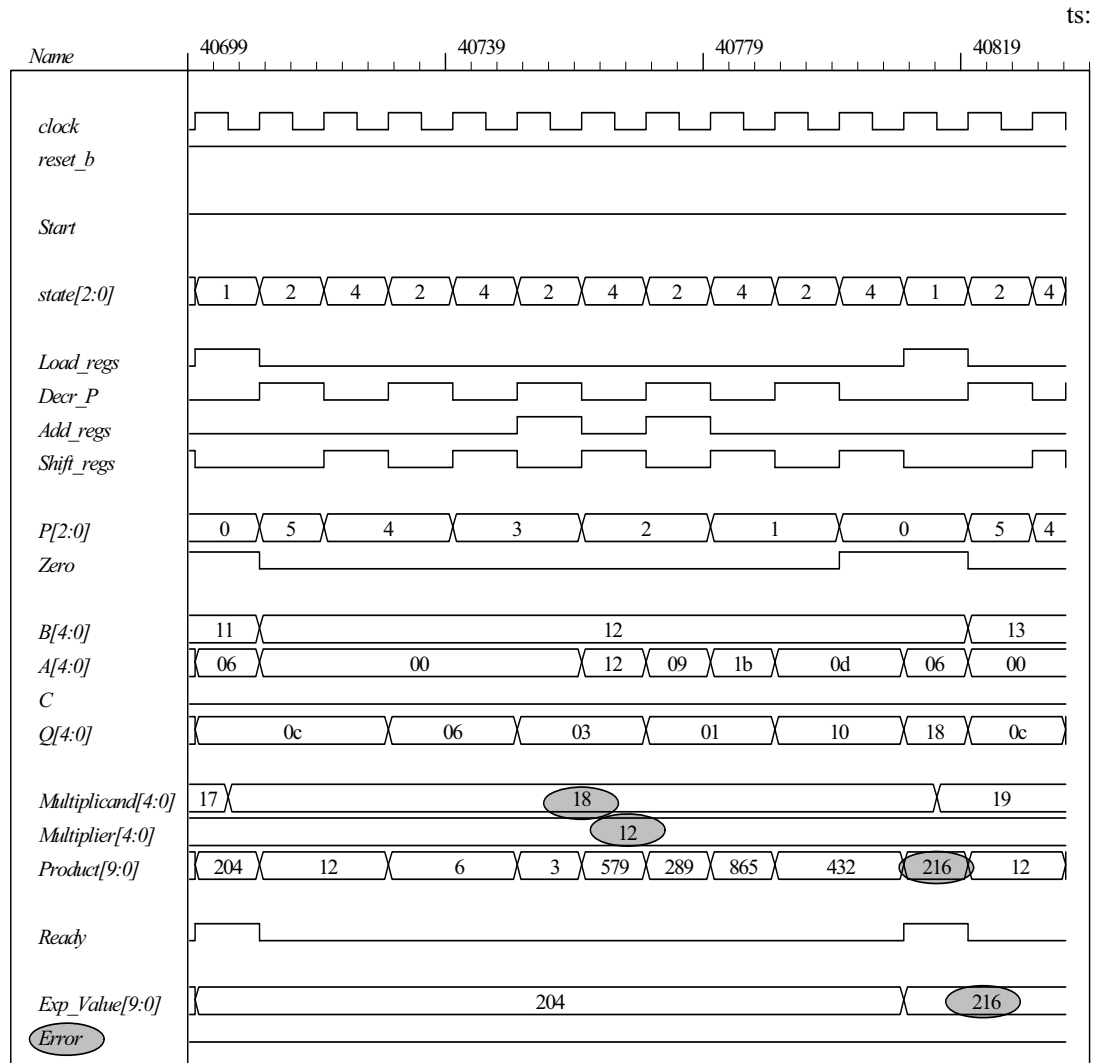 ts:
Name 40699 40739 40779 40819
clock
reset_b
Start
state[2:0] 1 2 4 2 4 2 4 2 4 2 4 1 2 4
Load_regs
Decr_P
Add_regs
Shift_regs
P[2:0] 0 5 4 3 2 1 0 5 4
Zero
B[4:0] 11 12 13
A[4:0] 06 00 12 09 1b 0d 06 00
C
Q[4:0] 0c 06 03 01 10 18 0c
Multiplicand[4:0] 17 18 19
Multiplier[4:0] 12
Product[9:0] 204 12 6 3 579 289 865 432 216 12
Ready
Exp_Value[9:0] 204 216
Error